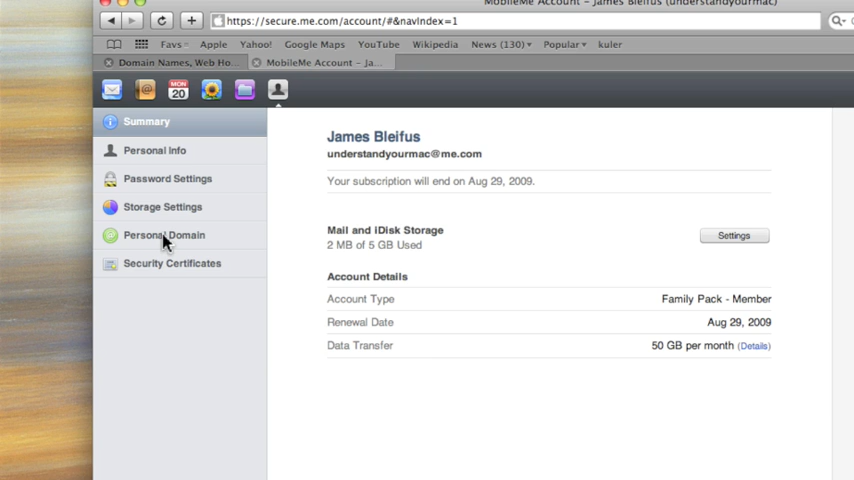 MobileMe Account – James Bleifus (understandyourmac)
https://secure.me.com/account/#&navIndex=1
Favs Apple Yahoo! Google Maps YouTube Wikipedia News (130) Popular kuler
Domain Names, Web Ho... MobileMe Account – Ja...
MON
20
Summary
Personal Info
Password Settings
Storage Settings
Personal Domain
Security Certificates
James Bleifus
understandyourmac@me.com
Your subscription will end on Aug 29, 2009.
Mail and iDisk Storage
2 MB of 5 GB Used
Settings
Account Details
Account Type Family Pack - Member
Renewal Date Aug 29, 2009
Data Transfer 50 GB per month (Details)